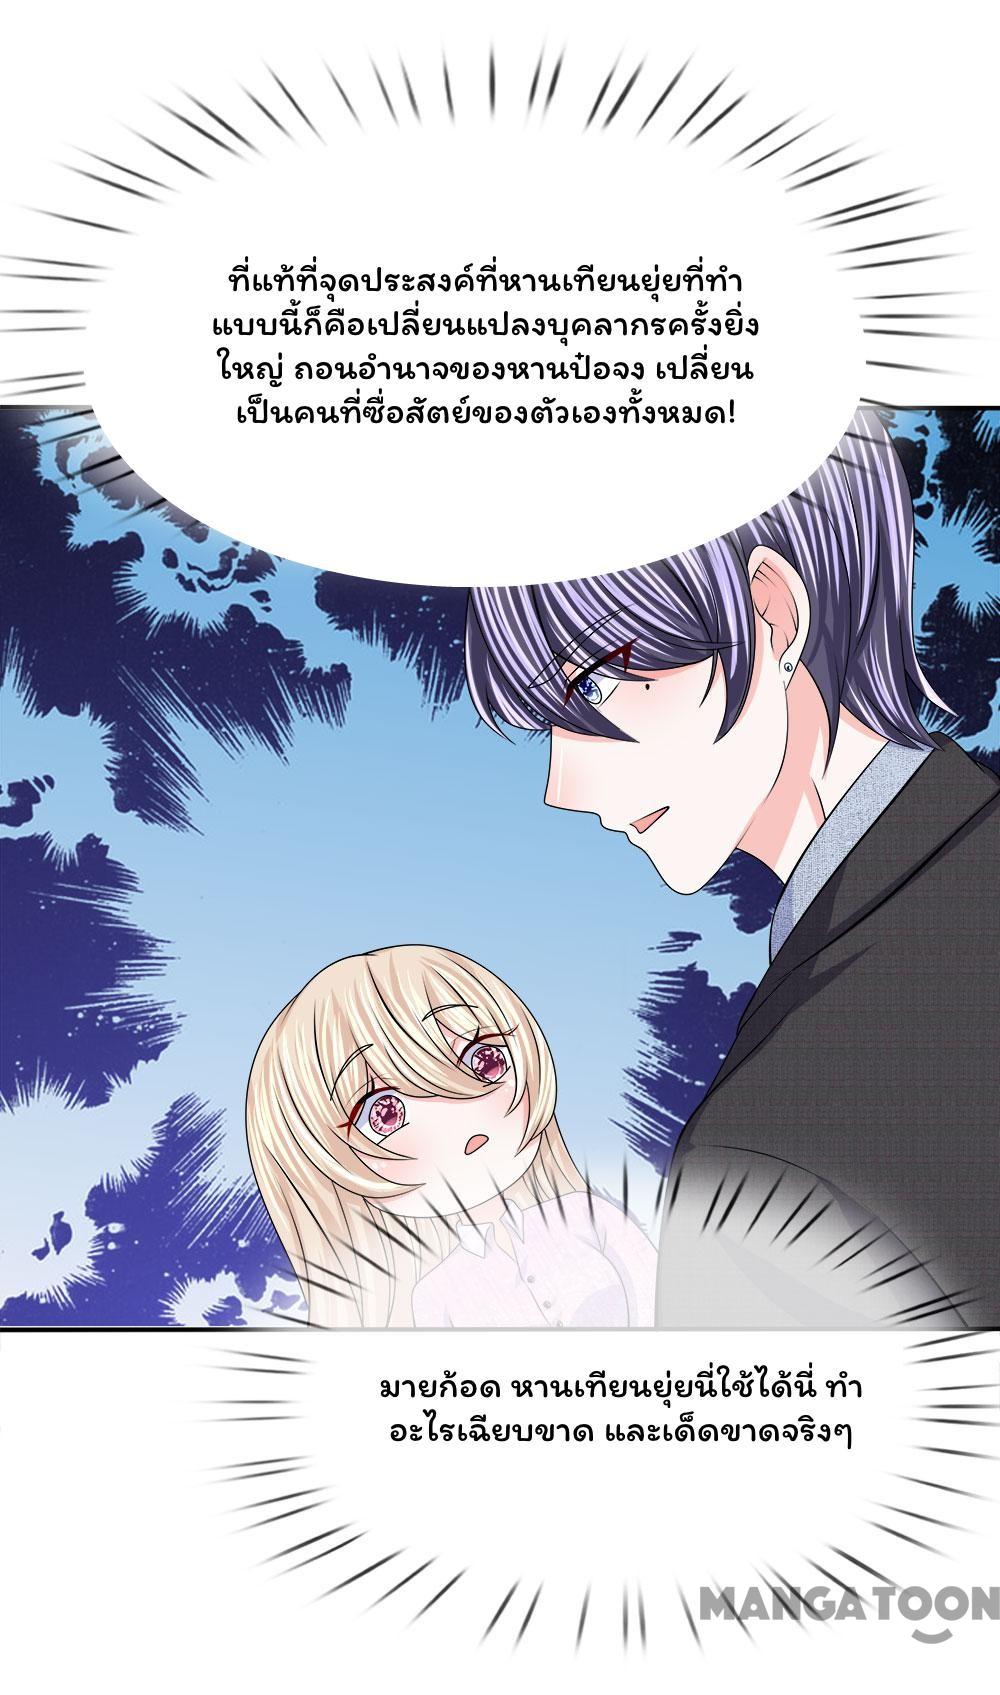 ที่แท้ที่จุดประสงค์ที่หานเทียนยุ่ยที่ทำ
แบบนี้ก็คือเปลี่ยนแปลงบุคลากรครั้งยิ่ง
ใหญ่ ถอนอำนาจของหานป๋อจง เปลี่ยน
เป็นคนที่ซื่อสัตย์ของตัวเองทั้งหมด!
มายก้อด หานเทียนยุ่ยนี่ใช้ได้นี่ ทำ
อะไรเฉียบขาด และเด็ดขาดจริงๆ
MANGATOON